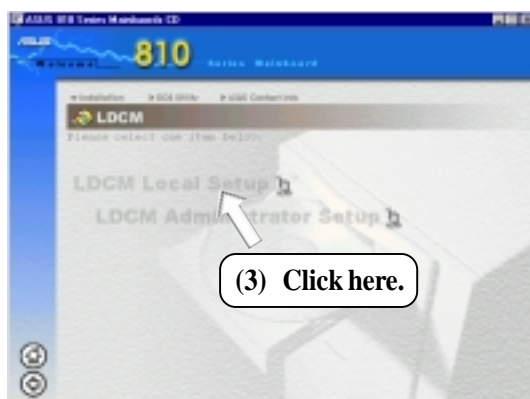 ASUS 810 Series Mainboards CD
ASUS
Welcome 810 Series Mainboard
Installation DOS Utility ASUS Contact Info
LDCM
Please select one item below
LDCM Local Setup
LDCM Administrator Setup
(3) Click here.